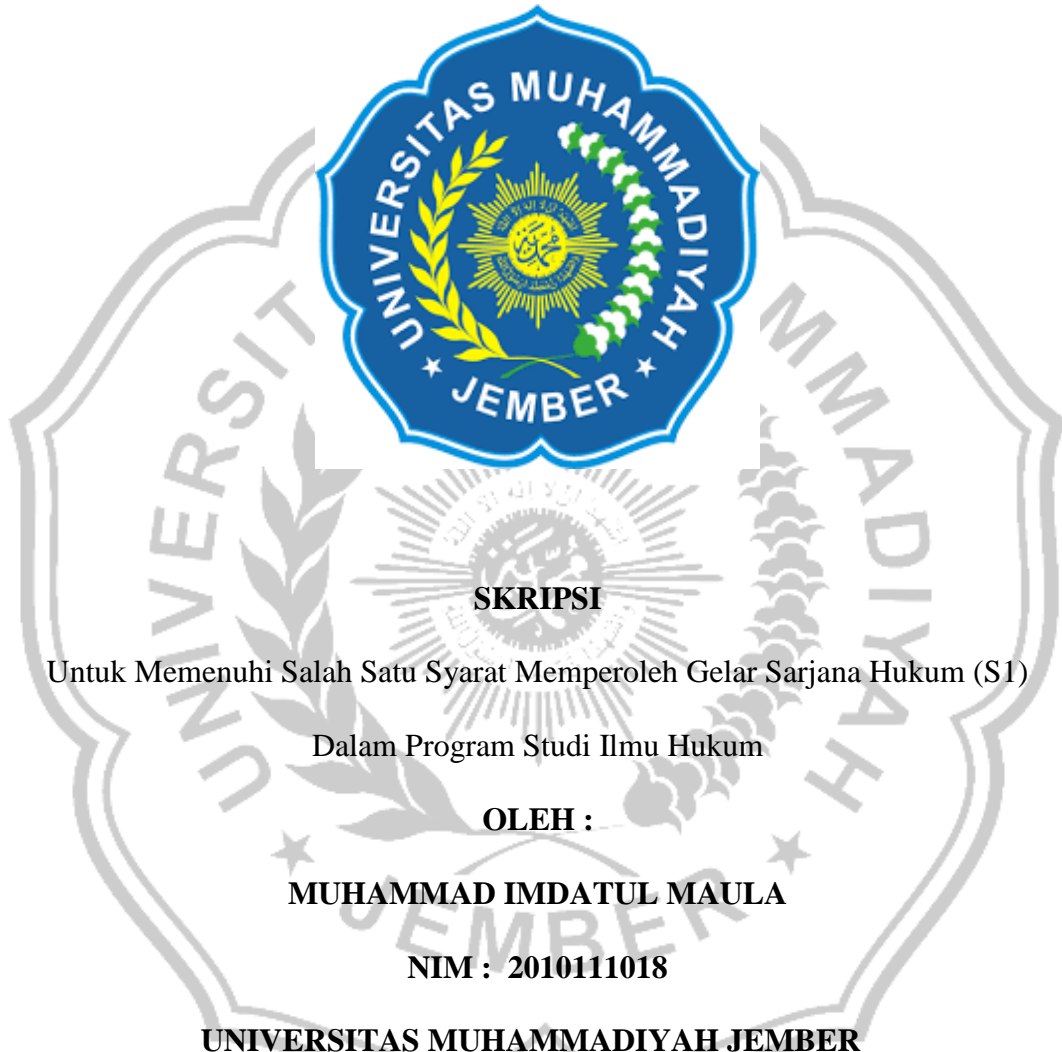 UNIVERSITAS MUHAMMADIYAH
★ JEMBER ★
SKRIPSI
Untuk Memenuhi Salah Satu Syarat Memperoleh Gelar Sarjana Hukum (S1)
Dalam Program Studi Ilmu Hukum
OLEH :
MUHAMMAD IMDATUL MAULA
NIM : 2010111018
UNIVERSITAS MUHAMMADIYAH JEMBER